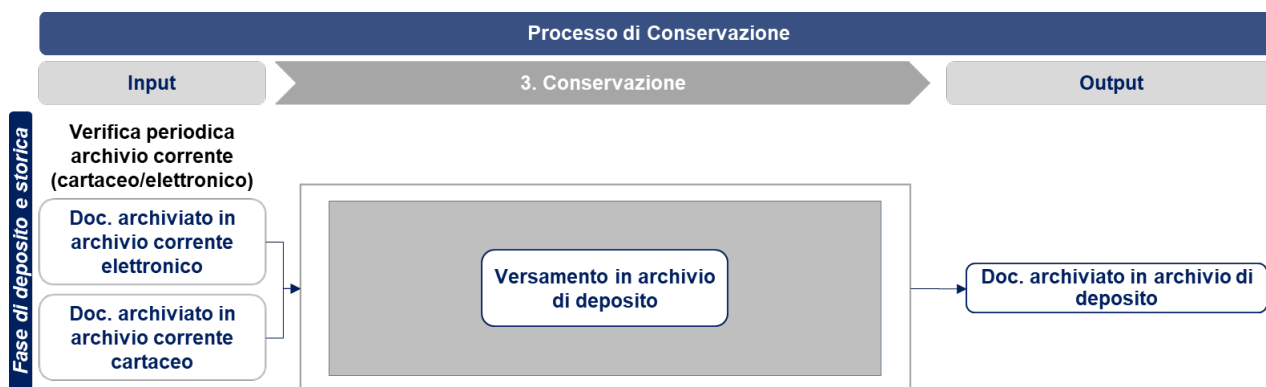 Processo di Conservazione
Input
3. Conservazione
Output
Fase di deposito e storica
Verifica periodica
archivio corrente
(cartaceo/elettronico)
Doc. archiviato in
archivio corrente
elettronico
Doc. archiviato in
archivio corrente
cartaceo
Versamento in archivio
di deposito
Doc. archiviato in archivio di
deposito